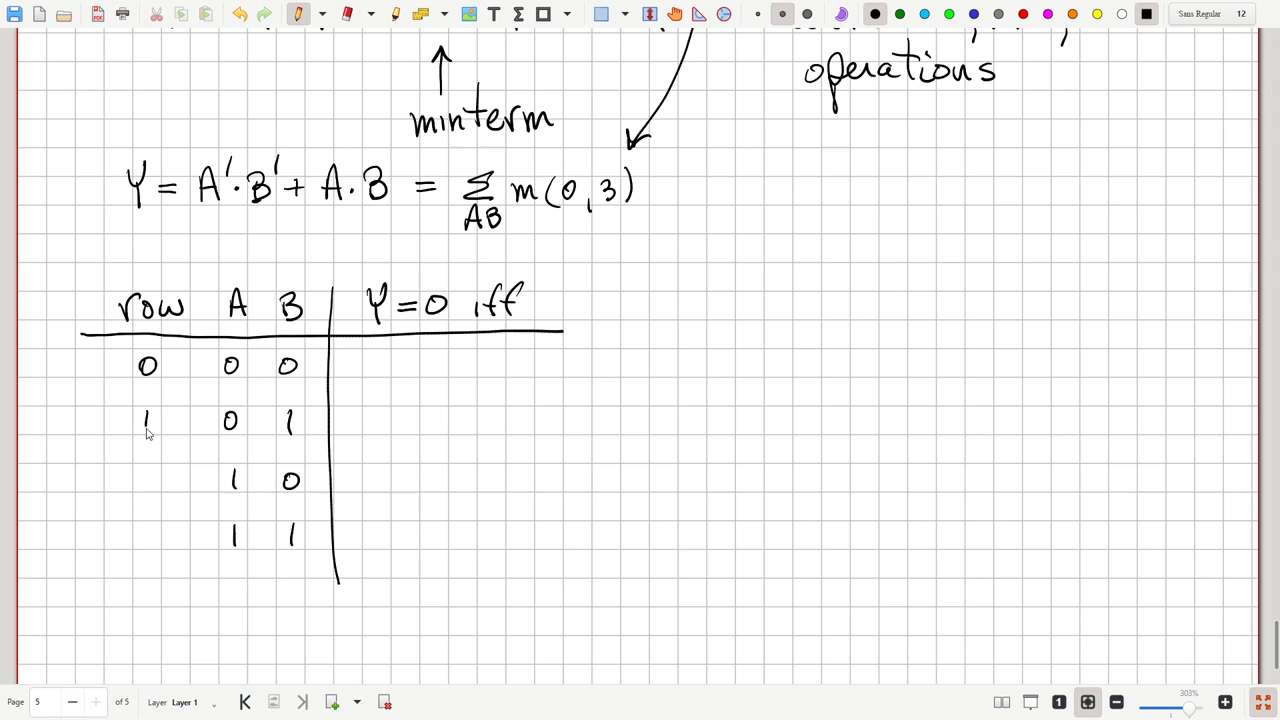 Sans Regular 12
operations
minterm
Y = A'·B' + A·B = Σ m(0,3)
AB
row A B Y=0 iff
0 0 0
1 0 1
1 0
1 1
Page 5 of 5 Layer Layer 1 303%